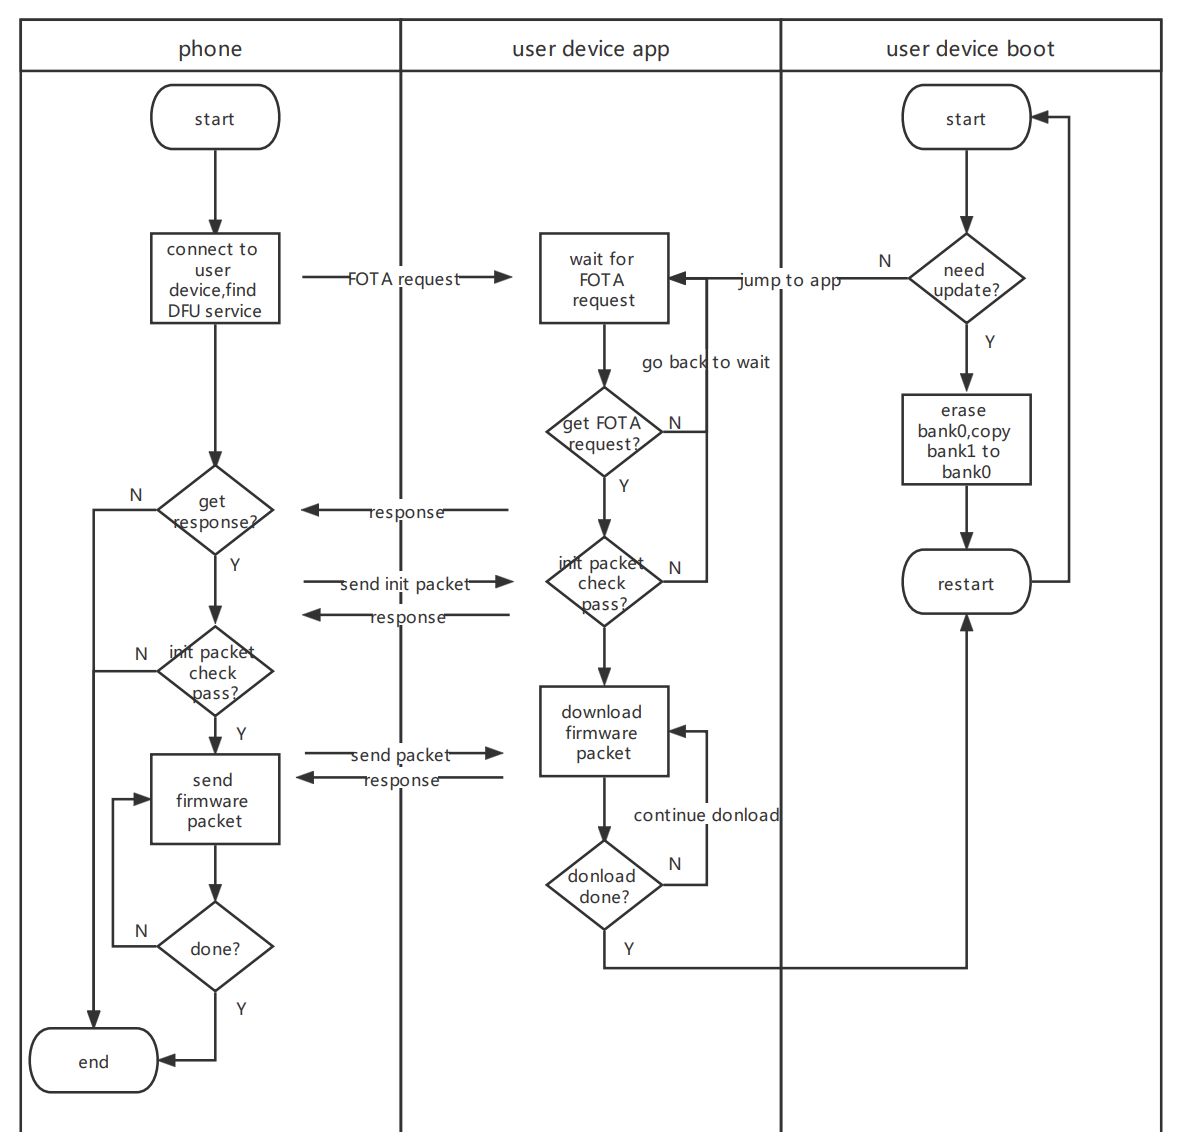 phone
user device app
user device boot
start
connect to
user
device,find
DFU service
get
response?
N
Y
init packet
check
pass?
N
Y
send
firmware
packet
done?
N
Y
end
FOTA request
response
send init packet
response
send packet
response
wait for
FOTA
request
go back to wait
get FOTA
request?
N
Y
init packet
check
pass?
N
download
firmware
packet
continue donload
donload
done?
N
Y
jump to app
start
need
update?
N
Y
erase
bank0,copy
bank1 to
bank0
restart